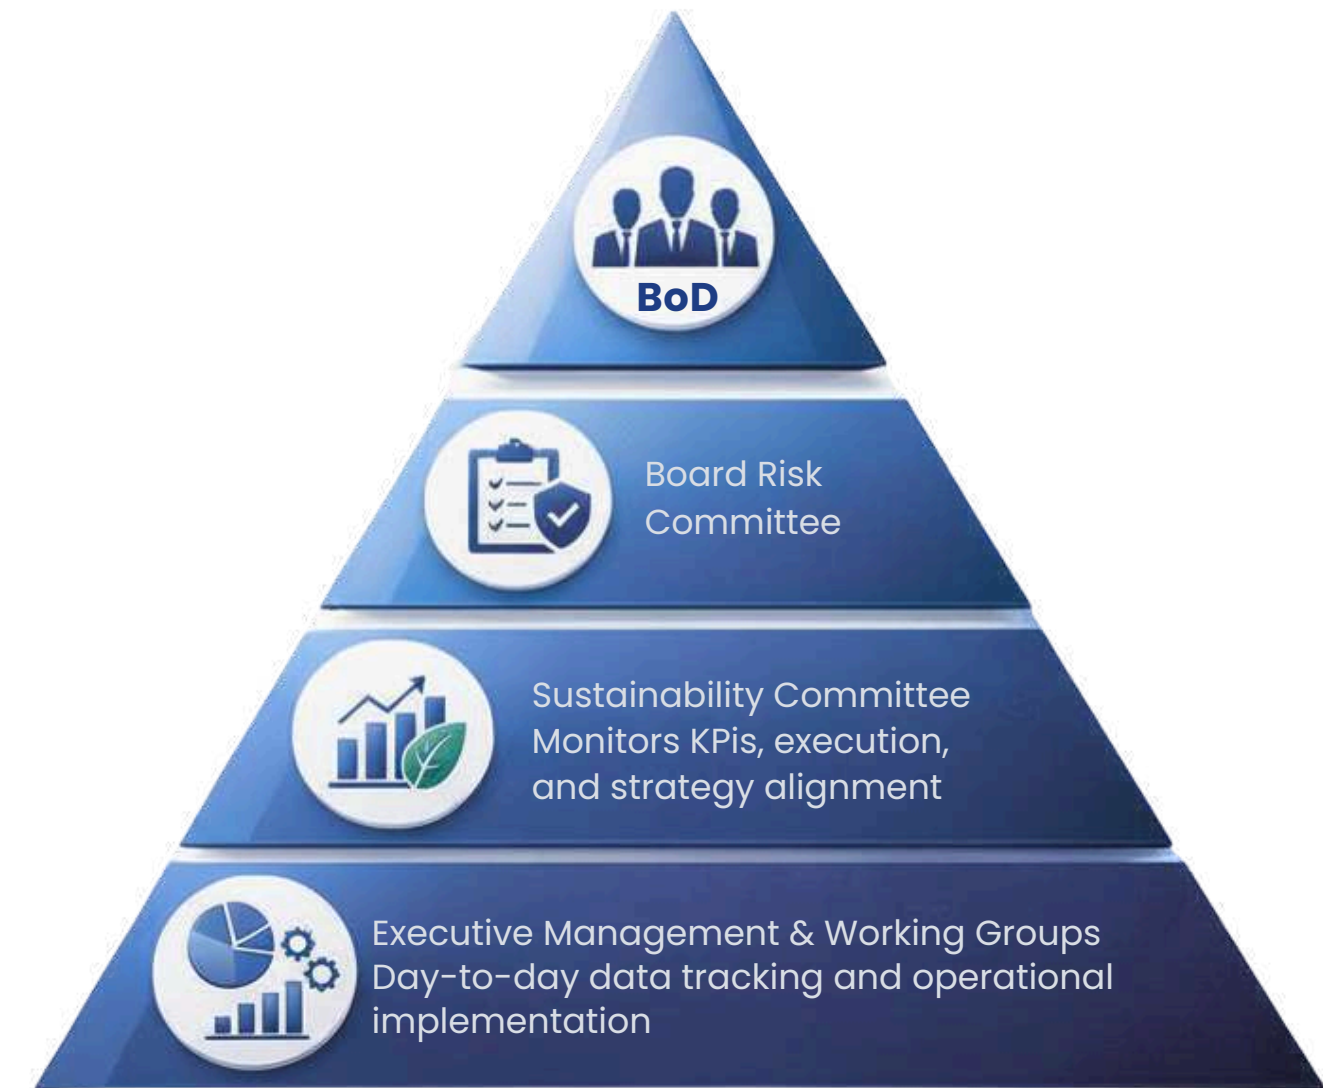 BoD
Board Risk
Committee
Sustainability Committee
Monitors KPis, execution,
and strategy alignment
Executive Management & Working Groups
Day-to-day data tracking and operational
implementation